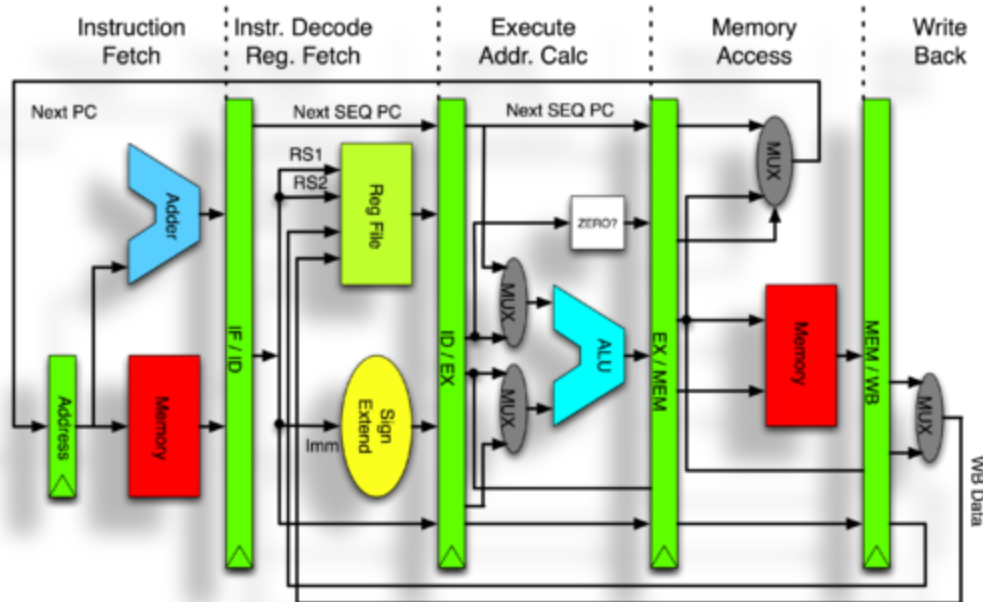 Instruction
Fetch
Instr. Decode
Reg. Fetch
Execute
Addr. Calc
Memory
Access
Write
Back
Next PC
Next SEQ PC
Next SEQ PC
RS1
RS2
Reg File
Adder
MUX
ZERO?
MUX
IF / ID
ID / EX
ALU
EX / MEM
Memory
MEM / WB
Address
Memory
Imm
Sign
Extend
MUX
MUX
WB Data